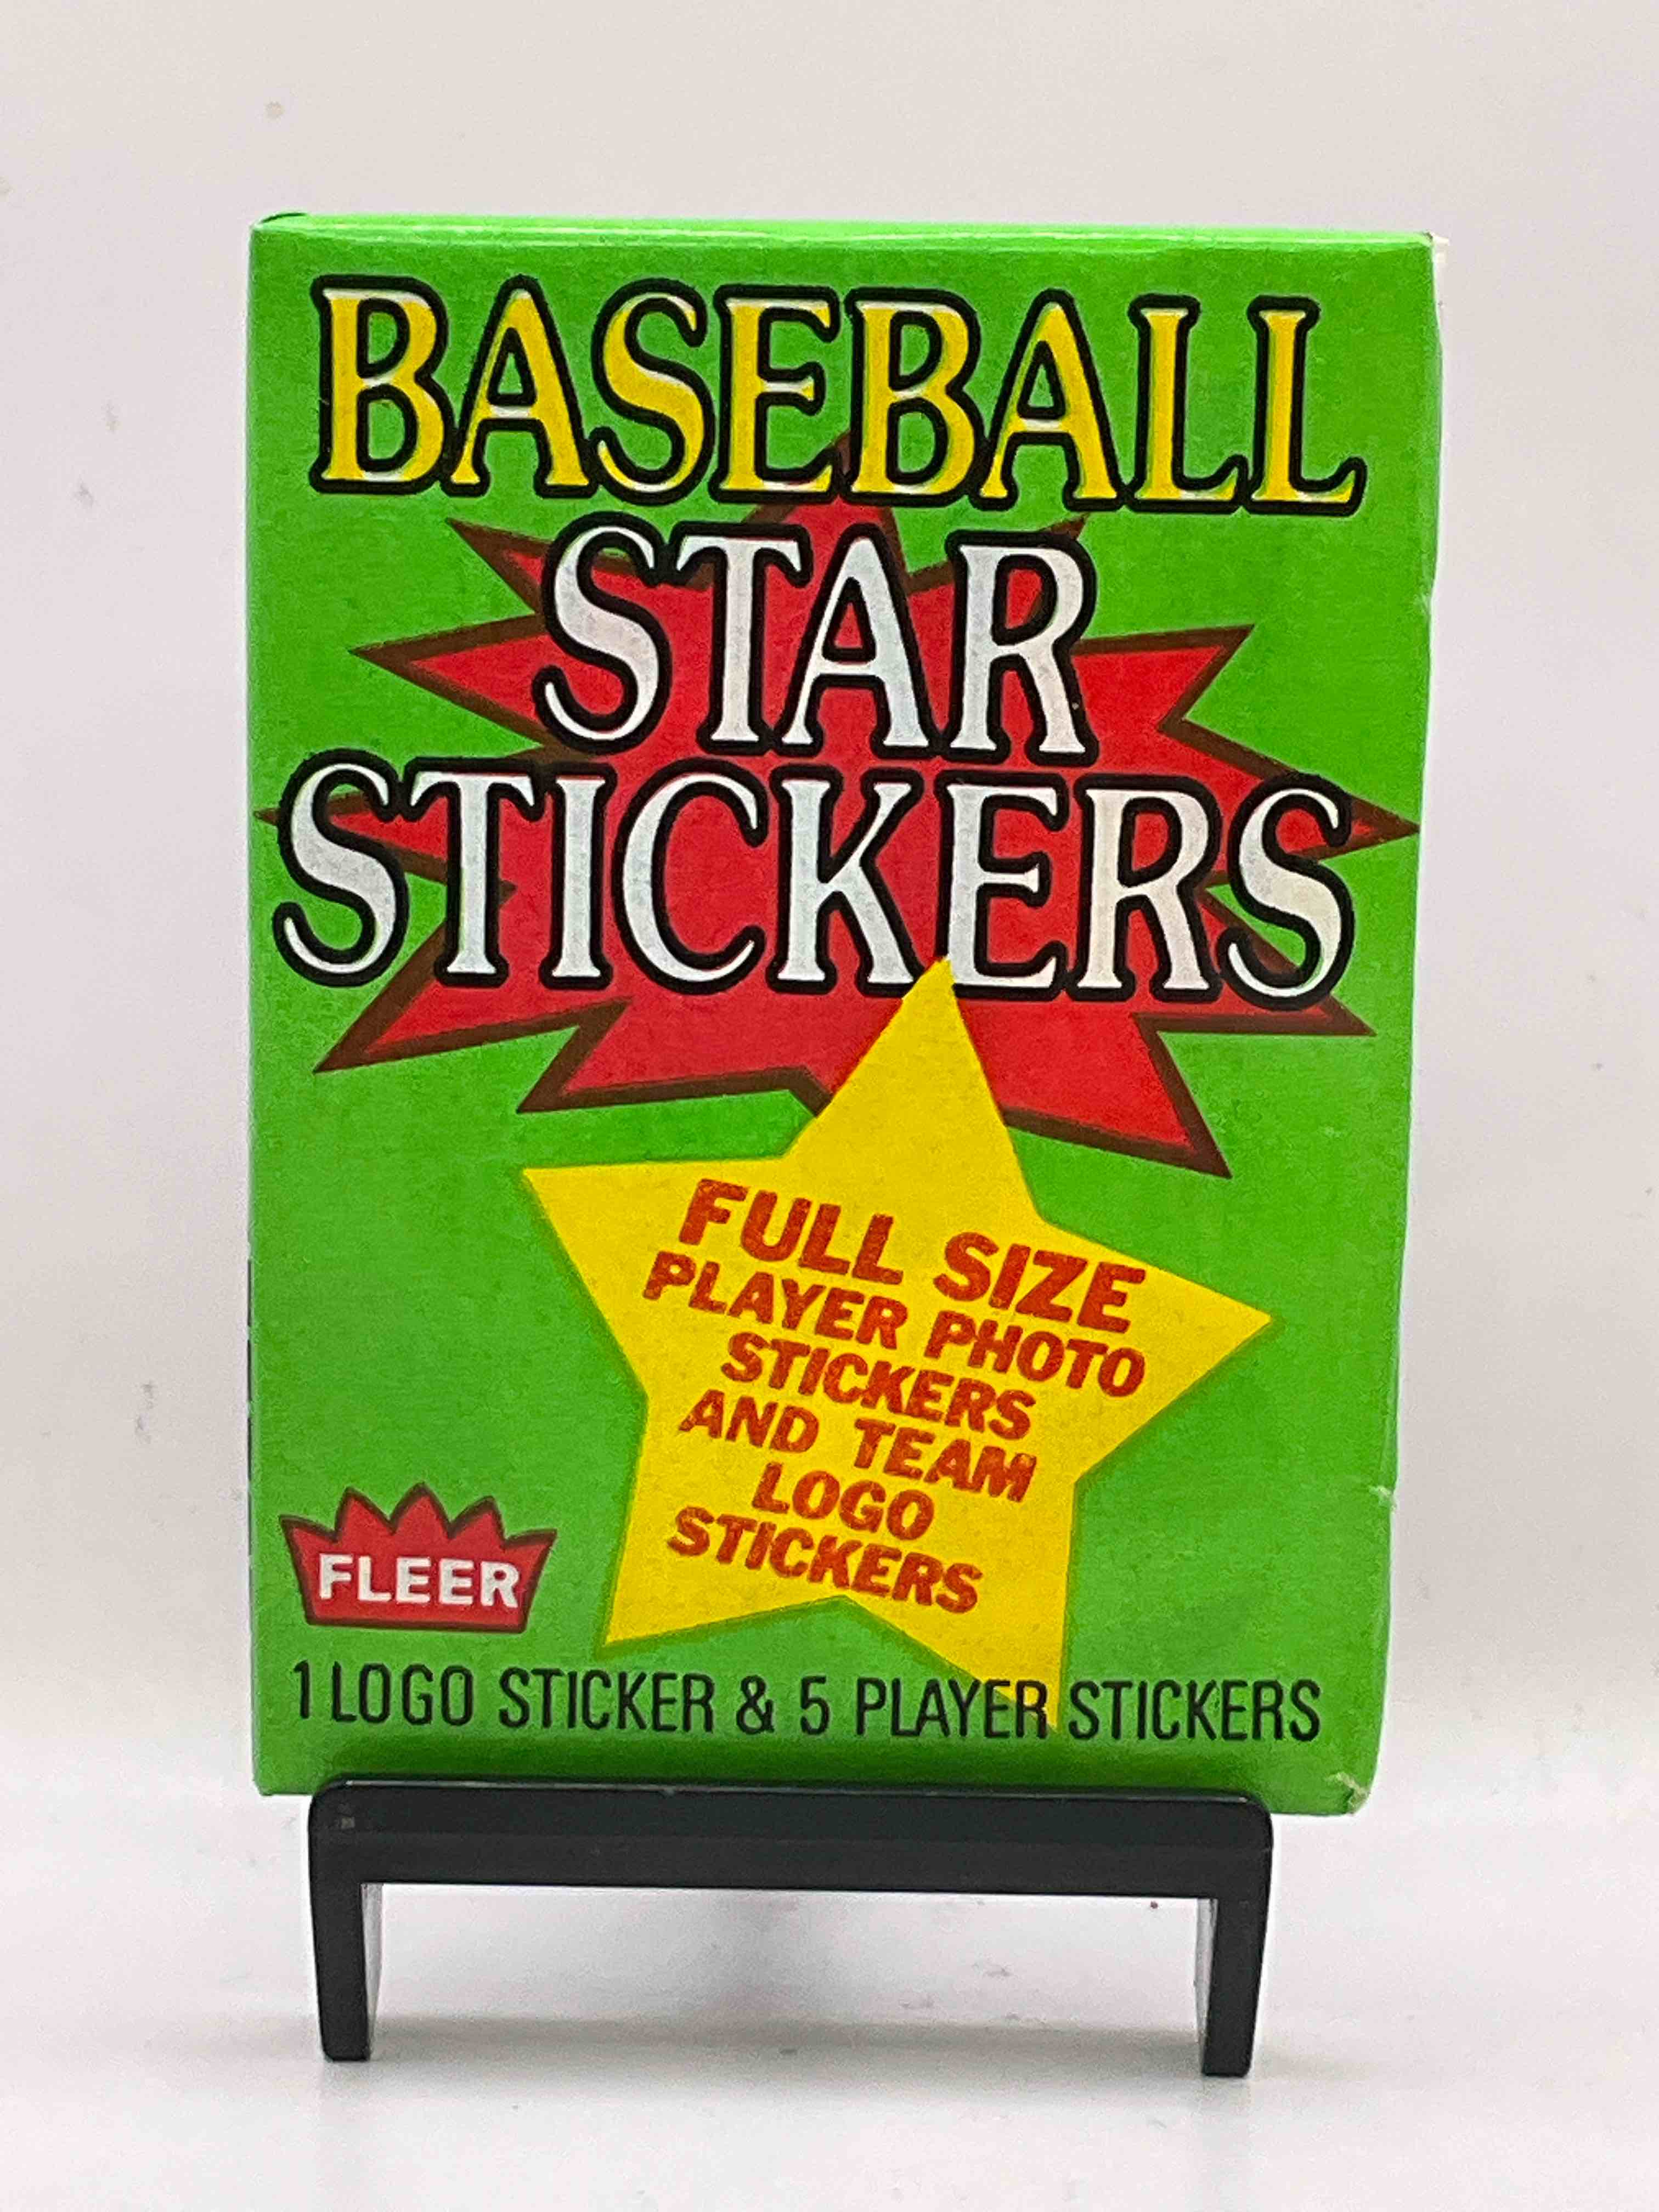 BASEBALL
STAR
STICKERS
FULL SIZE
PLAYER PHOTO
STICKERS
AND TEAM
LOGO
STICKERS
FLEER
1 LOGO STICKER & 5 PLAYER STICKERS